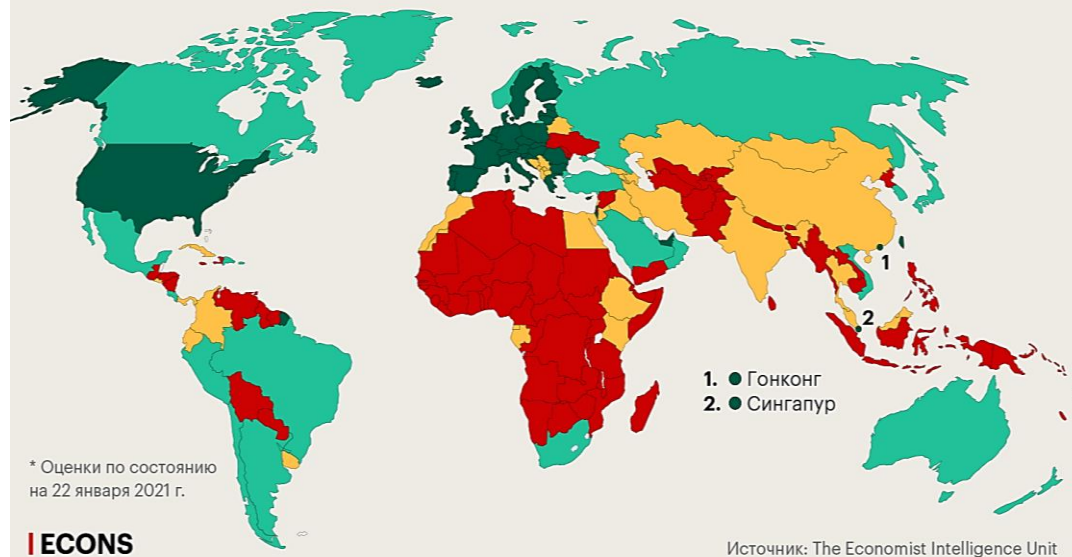 1
2
1. Гонконг
2. Сингапур
* Оценки по состоянию
на 22 января 2021 г.
ECONS
Источник: The Economist Intelligence Unit